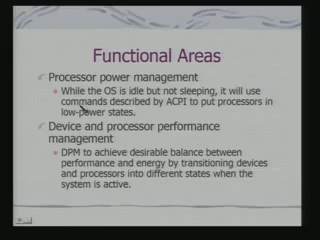 Functional Areas
Processor power management
While the OS is idle but not sleeping, it will use
commands described by ACPI to put processors in
low-power states.
Device and processor performance
management
DPM to achieve desirable balance between
performance and energy by transitioning devices
and processors into different states when the
system is active.